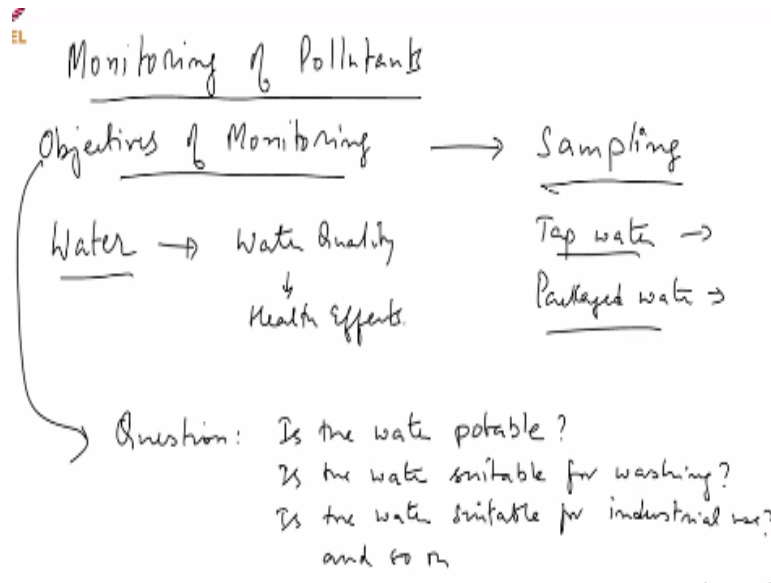 EL
Monitoring of Pollutants
Objectives of Monitoring → Sampling
Water → Water Quality Tap water →
↓ Packaged water →
Health Effects.
Question: Is the water potable?
Is the water suitable for washing?
Is the water suitable for industrial use?
and so on